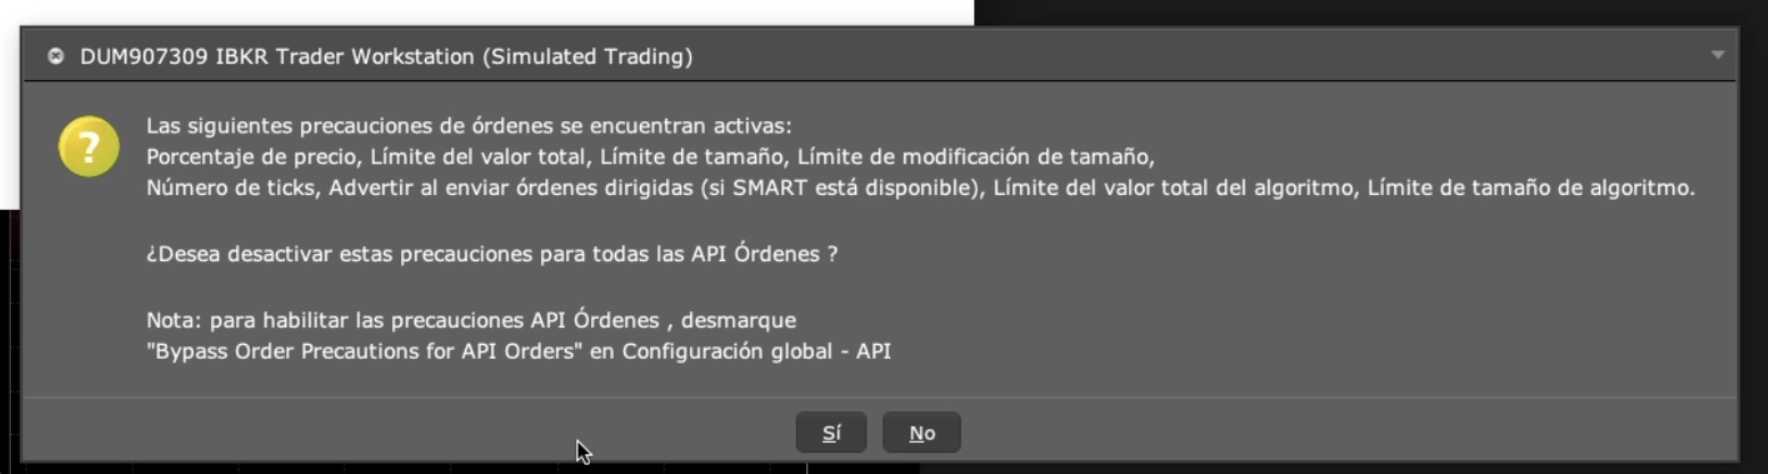 DUM907309 IBKR Trader Workstation (Simulated Trading)
?
Las siguientes precauciones de órdenes se encuentran activas:
Porcentaje de precio, Límite del valor total, Límite de tamaño, Límite de modificación de tamaño,
Número de ticks, Advertir al enviar órdenes dirigidas (si SMART está disponible), Límite del valor total del algoritmo, Límite de tamaño de algoritmo.
¿Desea desactivar estas precauciones para todas las API Órdenes ?
Nota: para habilitar las precauciones API Órdenes , desmarque
"Bypass Order Precautions for API Orders" en Configuración global - API
Sí No